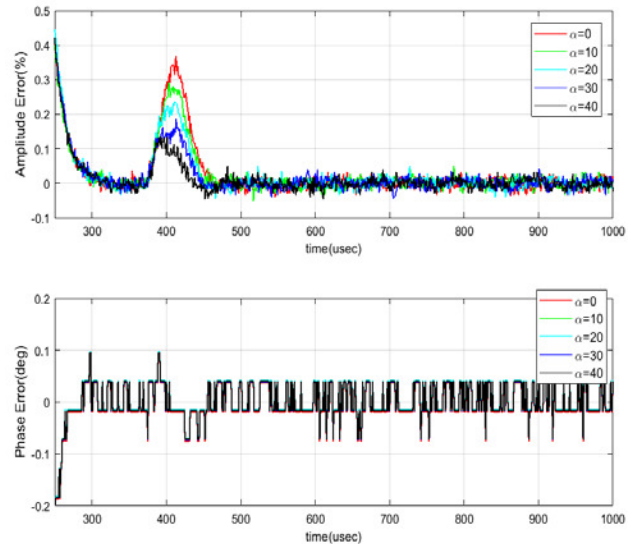 0.5
0.4
0.3
0.2
0.1
0
-0.1
Amplitude Error(%)
α=0
α=10
α=20
α=30
α=40
300 400 500 600 700 800 900 1000
time(usec)
0.2
0.1
0
-0.1
-0.2
Phase Error(deg)
α=0
α=10
α=20
α=30
α=40
300 400 500 600 700 800 900 1000
time(usec)